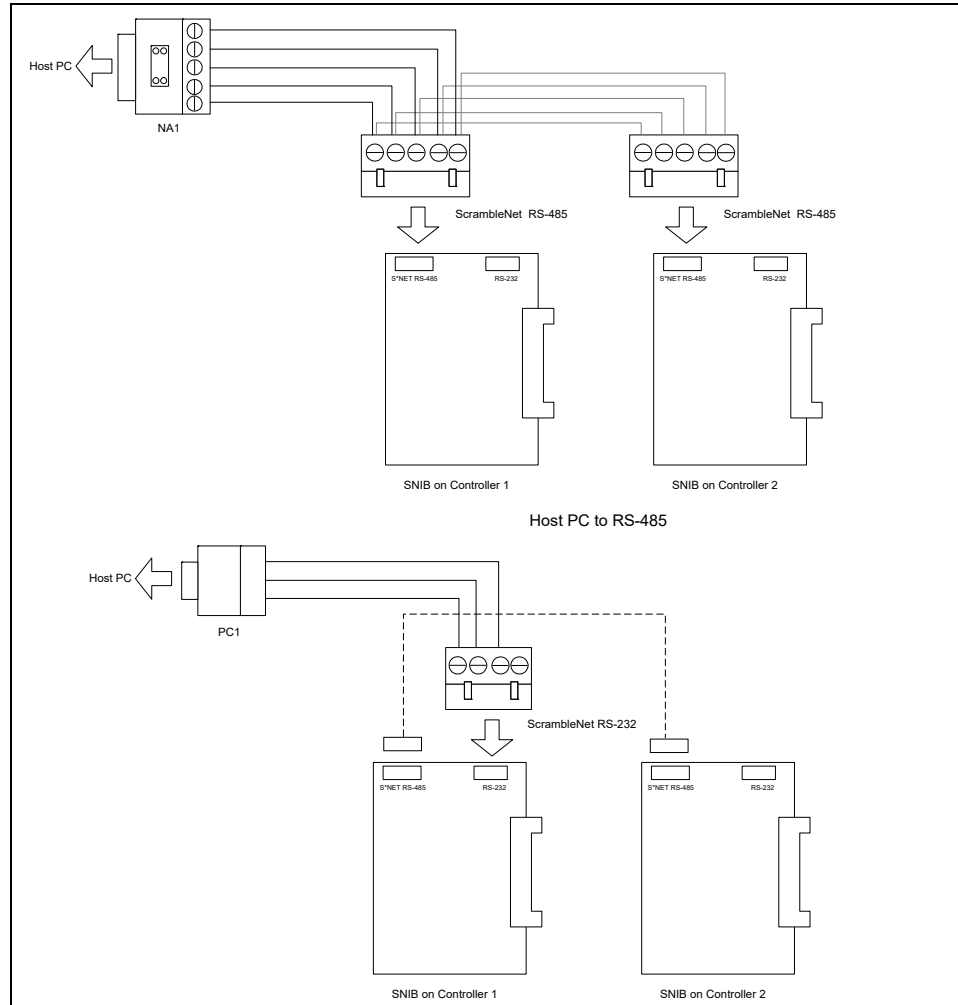 Host PC
NA1
ScrambleNet RS-485
ScrambleNet RS-485
S*NET RS-485
RS-232
S*NET RS-485
RS-232
SNIB on Controller 1
SNIB on Controller 2
Host PC to RS-485
Host PC
PC1
ScrambleNet RS-232
S*NET RS-485
RS-232
S*NET RS-485
RS-232
SNIB on Controller 1
SNIB on Controller 2